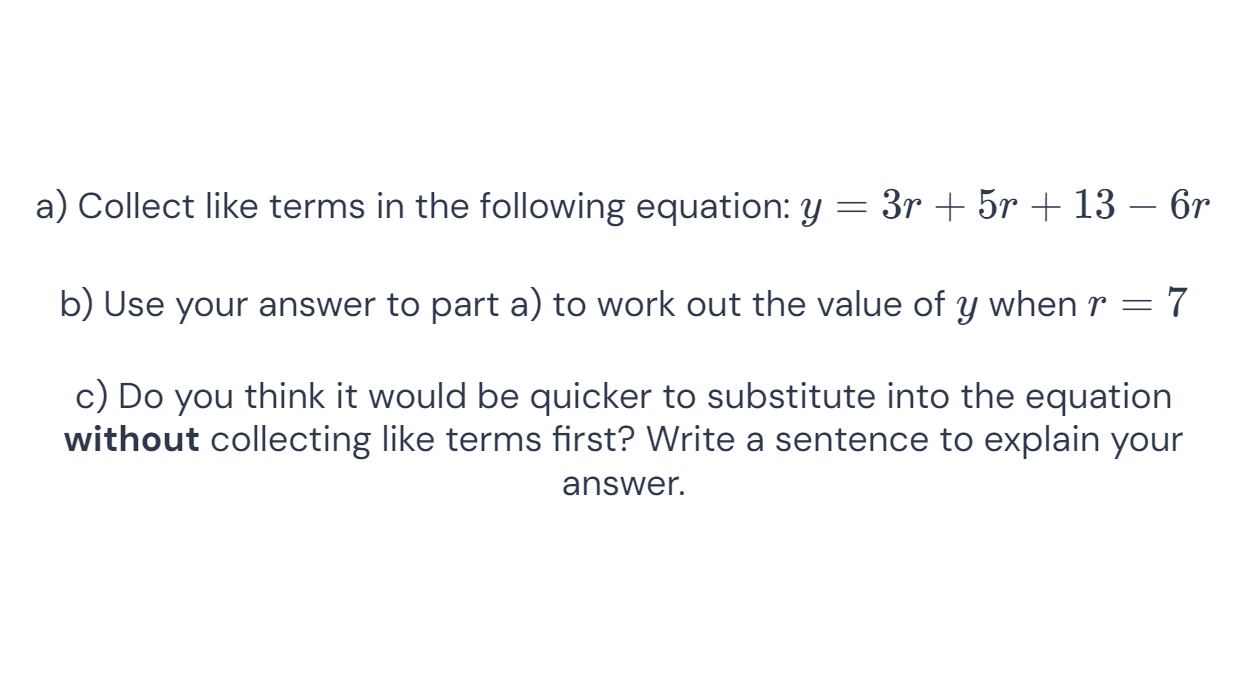 a) Collect like terms in the following equation: y = 3r + 5r + 13 − 6r
b) Use your answer to part a) to work out the value of y when r = 7
c) Do you think it would be quicker to substitute into the equation
without collecting like terms first? Write a sentence to explain your
answer.